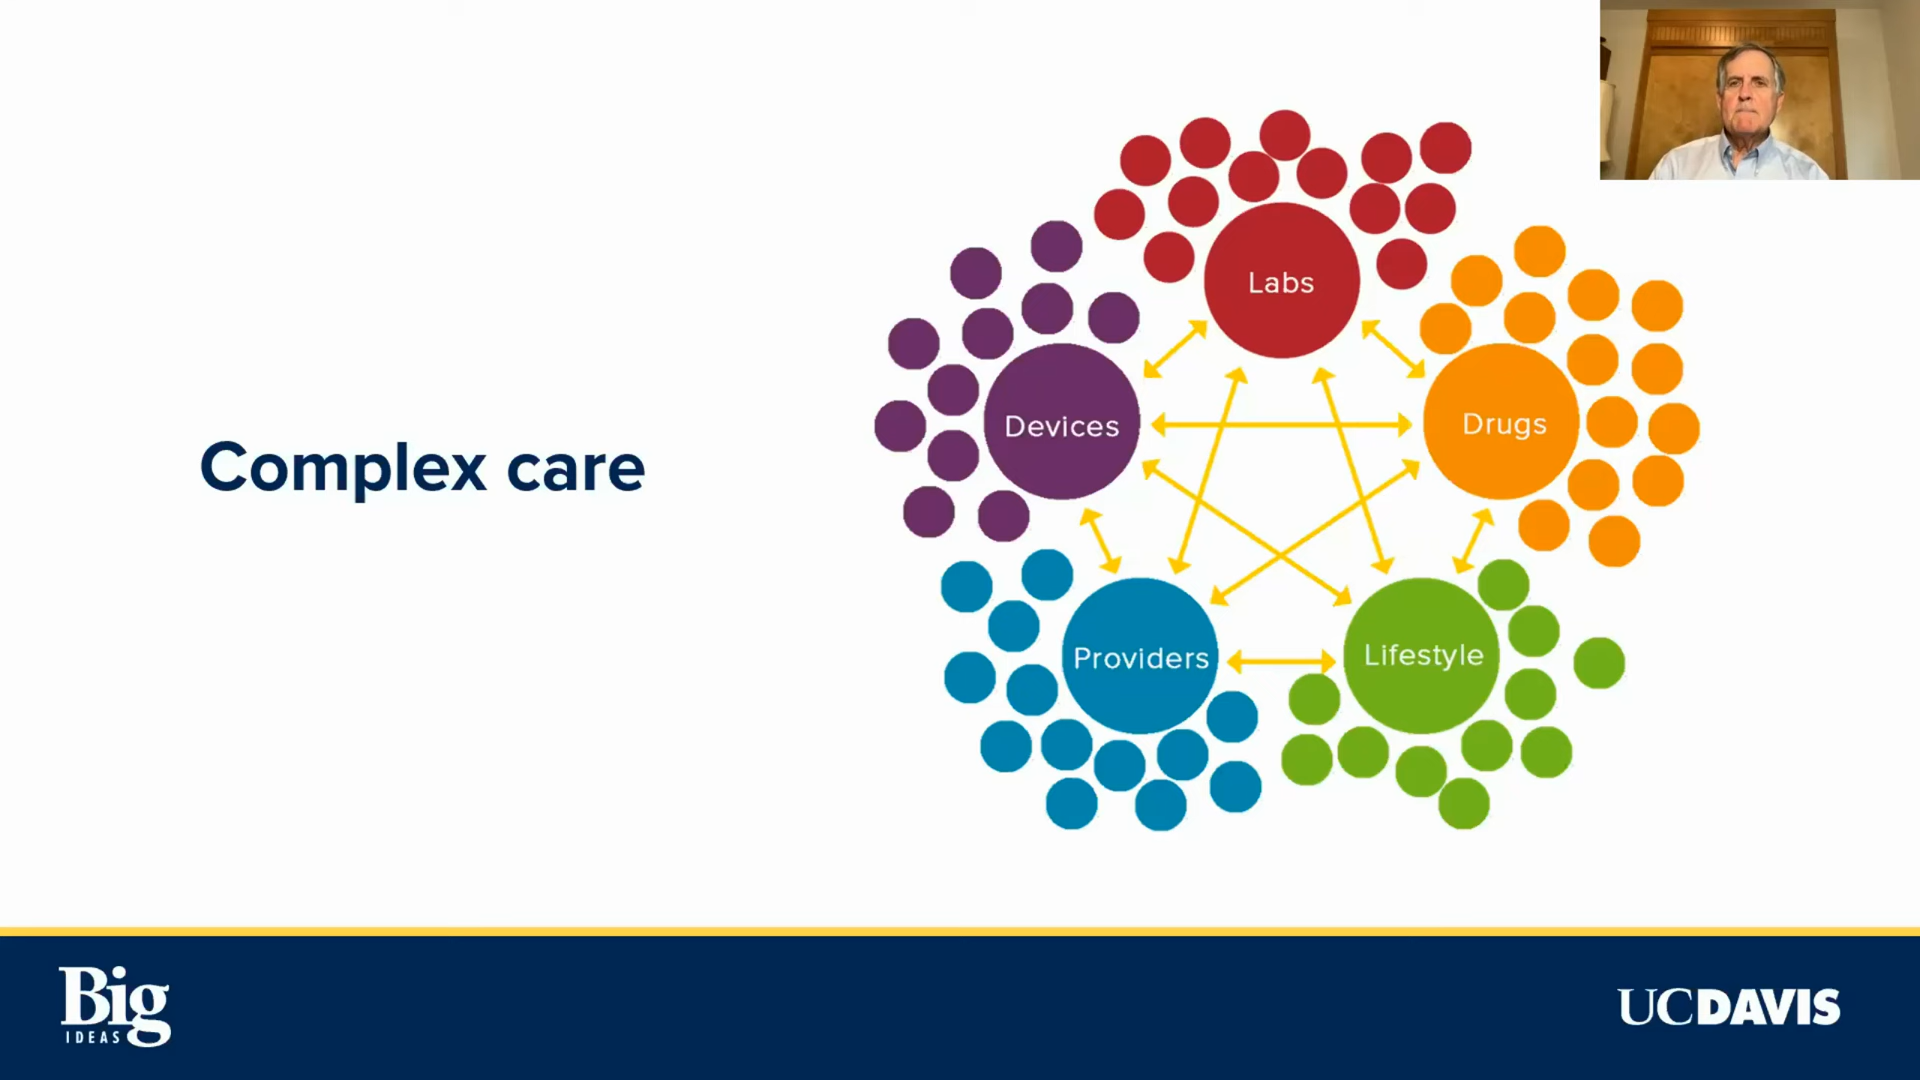 Complex care
Labs
Devices
Drugs
Providers
Lifestyle
Big
IDEAS
UCDAVIS